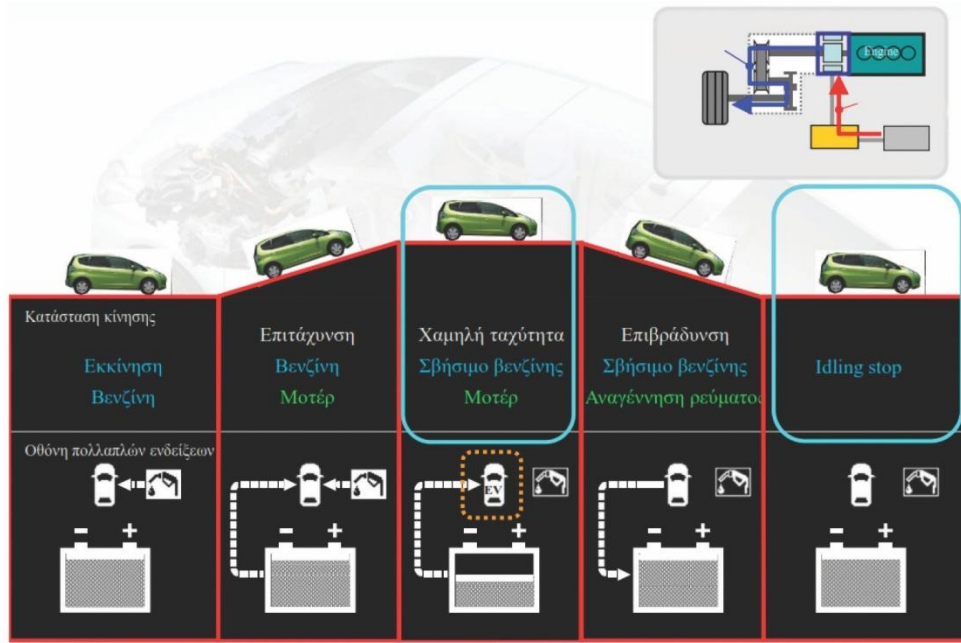 Engine
Κατάσταση κίνησης
Εκκίνηση
Βενζίνη
Επιτάχυνση
Βενζίνη
Μοτέρ
Χαμηλή ταχύτητα
Σβήσιμο βενζίνης
Μοτέρ
Επιβράδυνση
Σβήσιμο βενζίνης
Αναγέννηση ρεύματος
Idling stop
Οθόνη πολλαπλών ενδείξεων
EV
- +
- +
- +
- +
- +